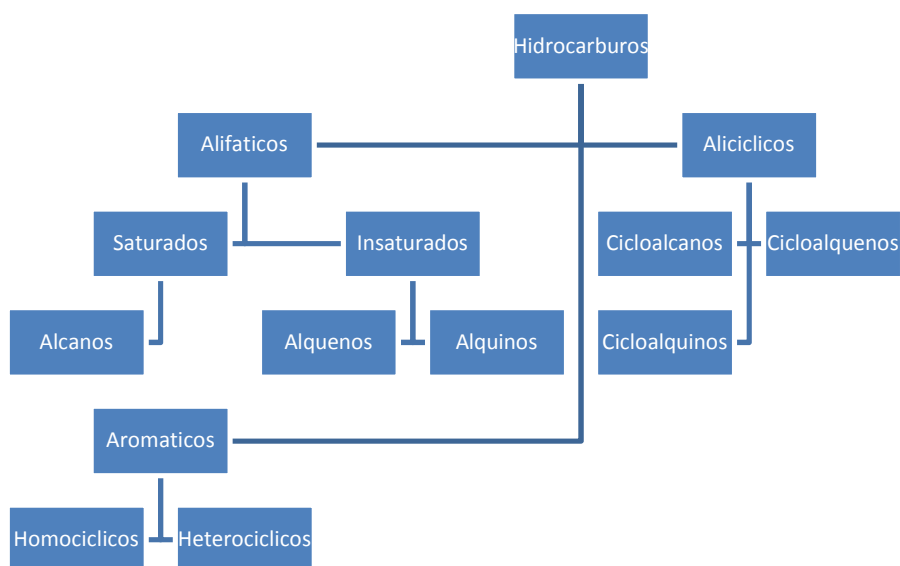 Hidrocarburos
Alifaticos
Aliciclicos
Saturados
Insaturados
Cicloalcanos
Cicloalquenos
Alcanos
Alquenos
Alquinos
Cicloalquinos
Aromaticos
Homociclicos
Heterociclicos